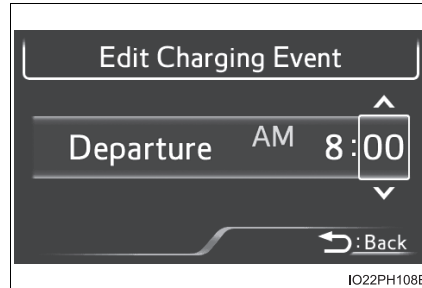 Edit Charging Event
Departure AM 8:00
:Back
IO22PH108E